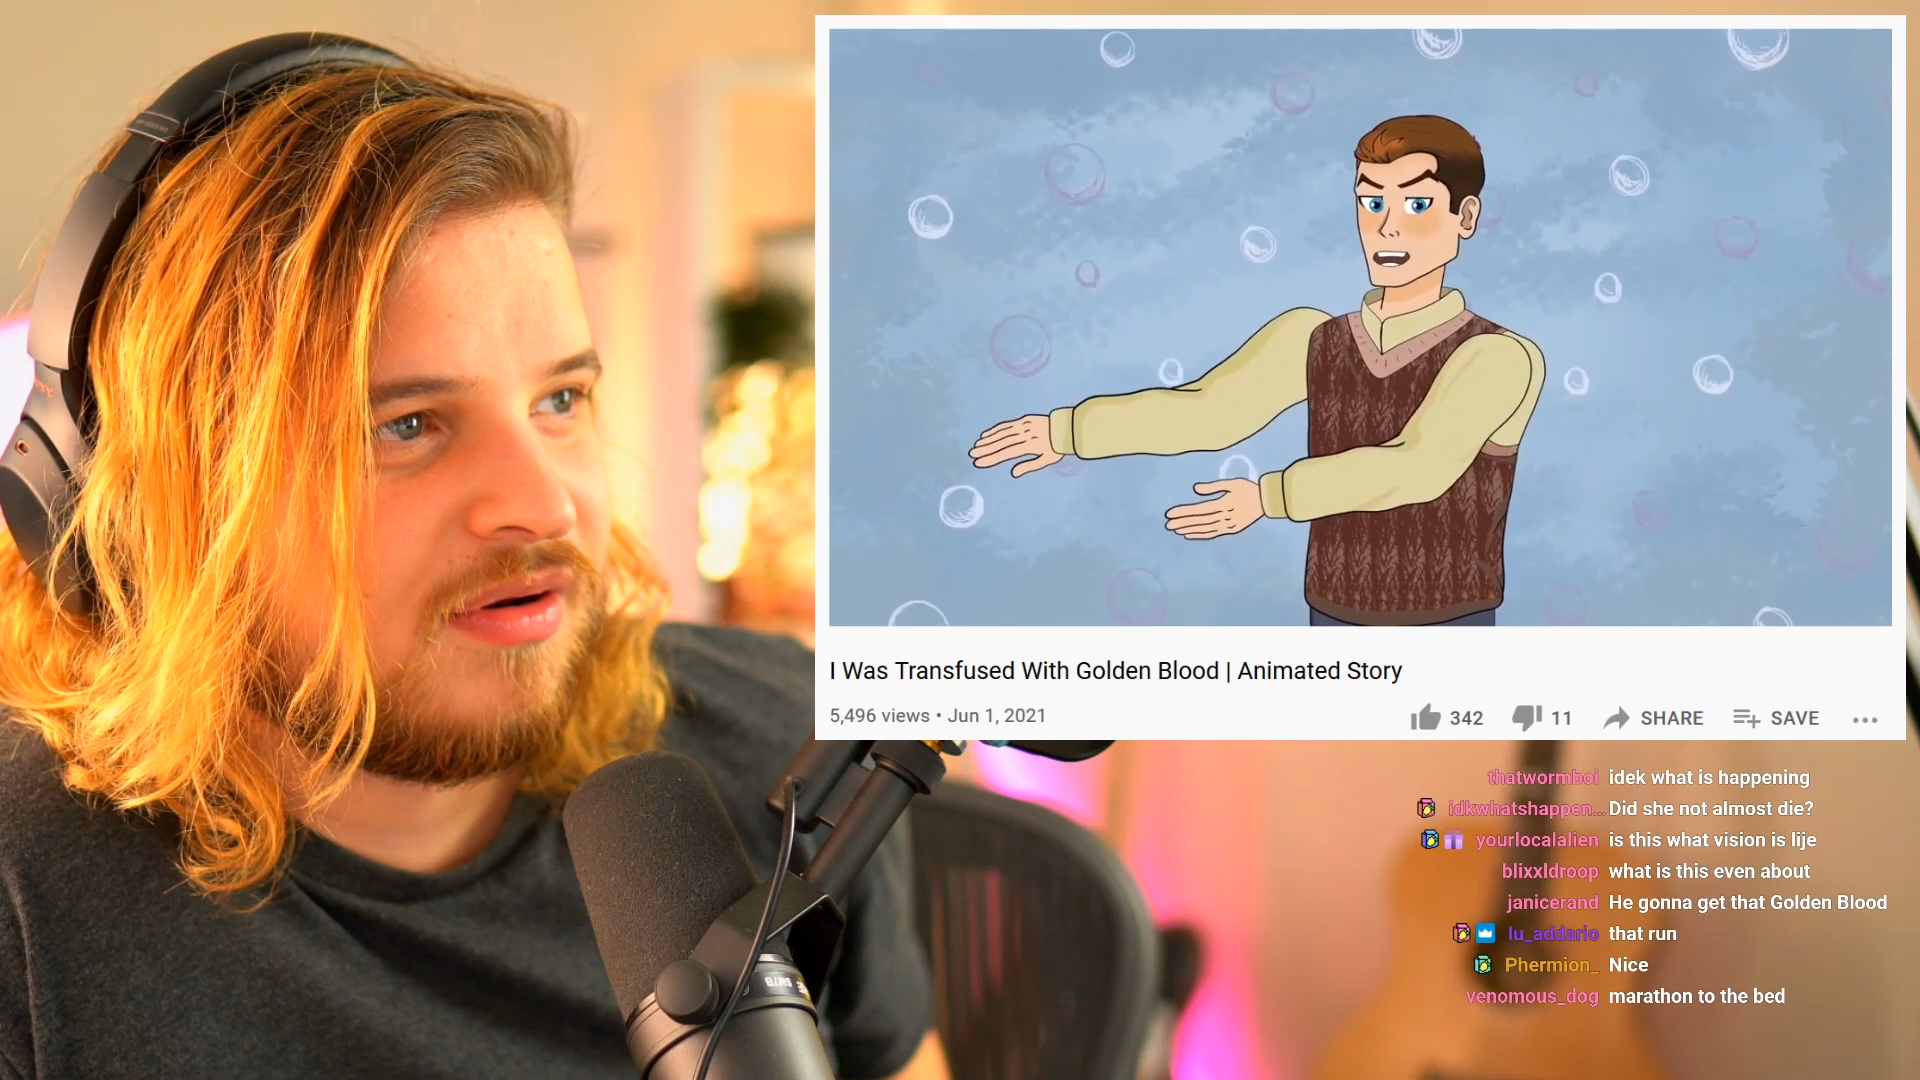 I Was Transfused With Golden Blood | Animated Story
5,496 views • Jun 1, 2021
342 11 SHARE SAVE
thatwormboi idek what is happening
idkwhatshappen... Did she not almost die?
yourlocalalien is this what vision is lije
blixxldroop what is this even about
janicerand He gonna get that Golden Blood
lu_addario that run
Phermion_ Nice
venomous_dog marathon to the bed
SM7B